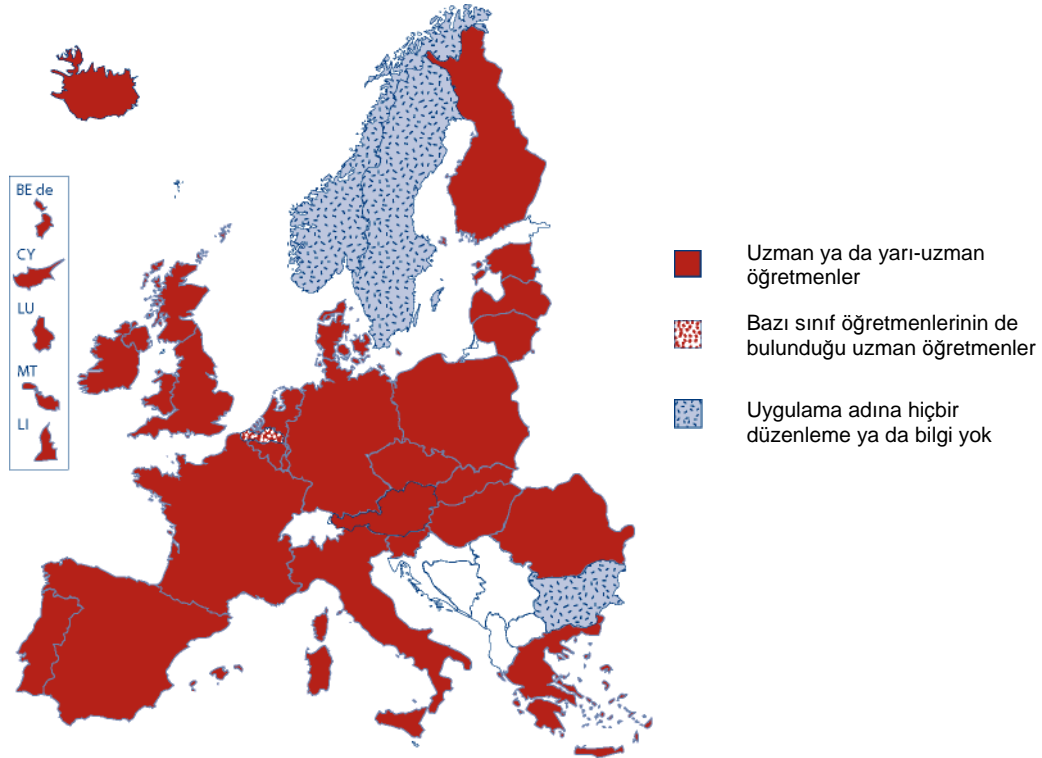 BE de
CY
LU
MT
LI
Uzman ya da yarı-uzman
öğretmenler
Bazı sınıf öğretmenlerinin de
bulunduğu uzman öğretmenler
Uygulama adına hiçbir
düzenleme ya da bilgi yok